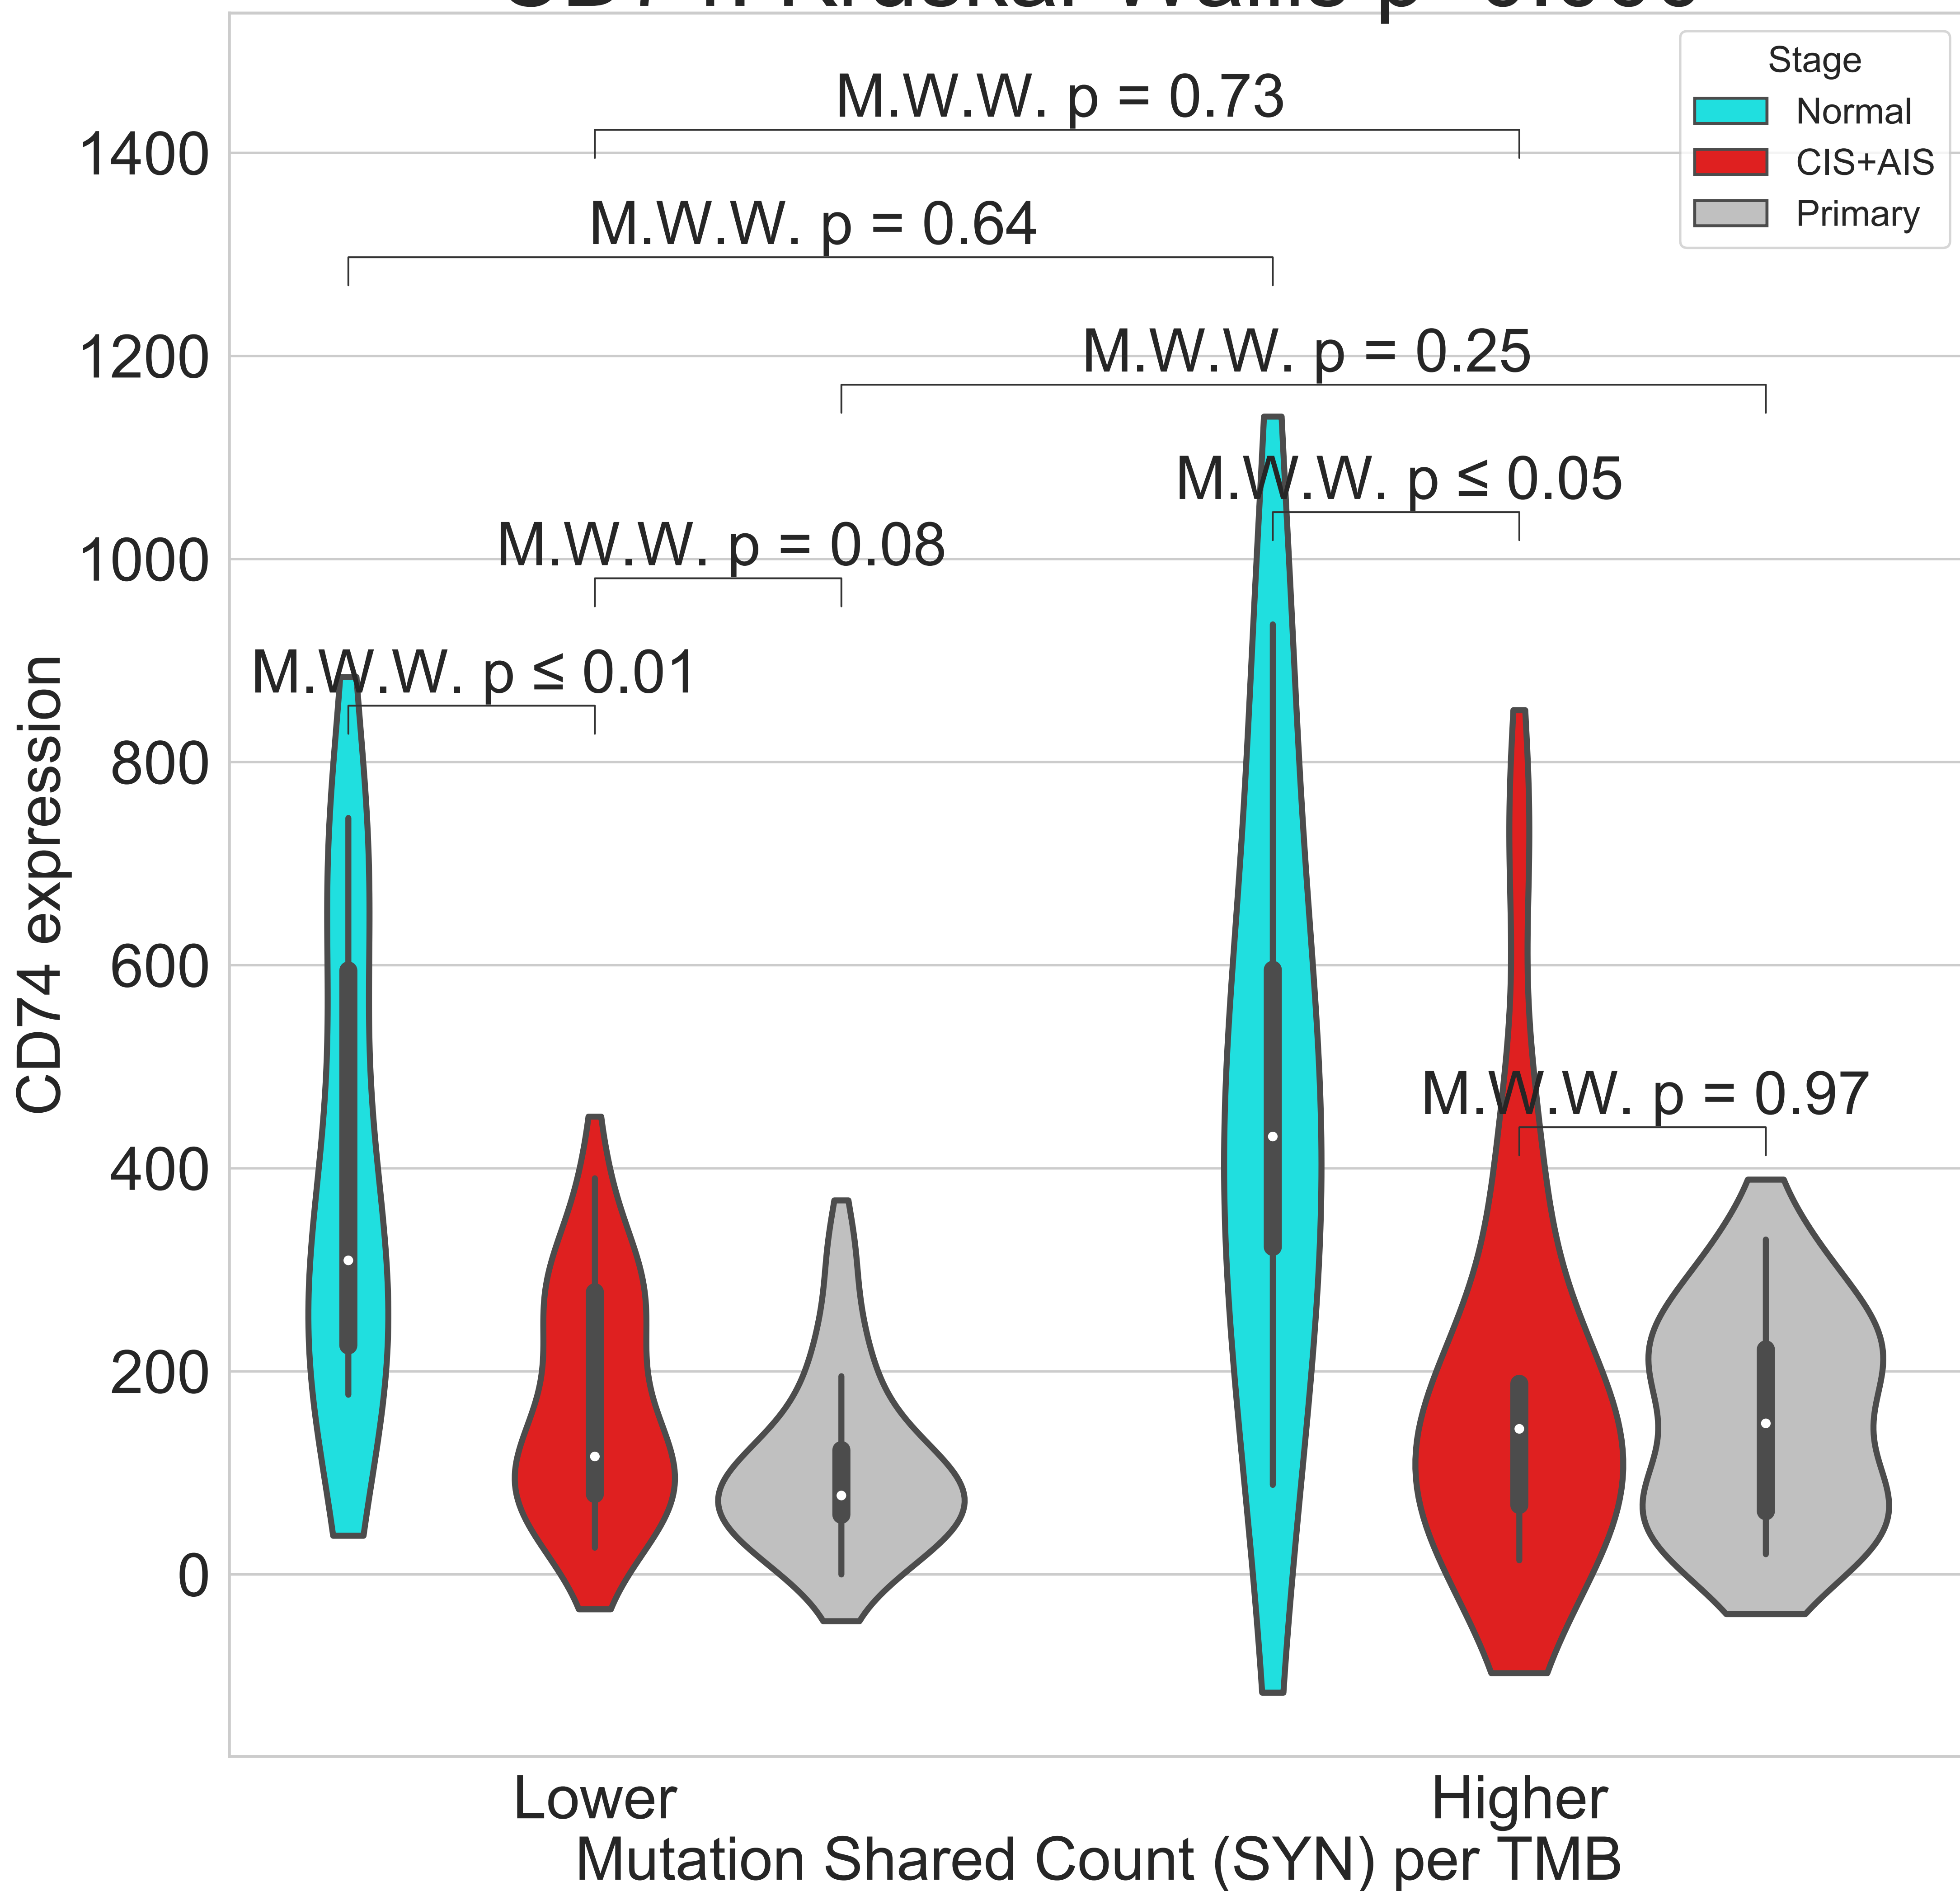 Stage
Normal
CIS+AIS
Primary
M.W.W. p = 0.73
M.W.W. p = 0.64
M.W.W. p = 0.25
M.W.W. p ≤ 0.05
M.W.W. p = 0.08
M.W.W. p ≤ 0.01
M.W.W. p = 0.97
1400
1200
1000
800
600
400
200
0
CD74 expression
Lower
Higher
Mutation Shared Count (SYN) per TMB